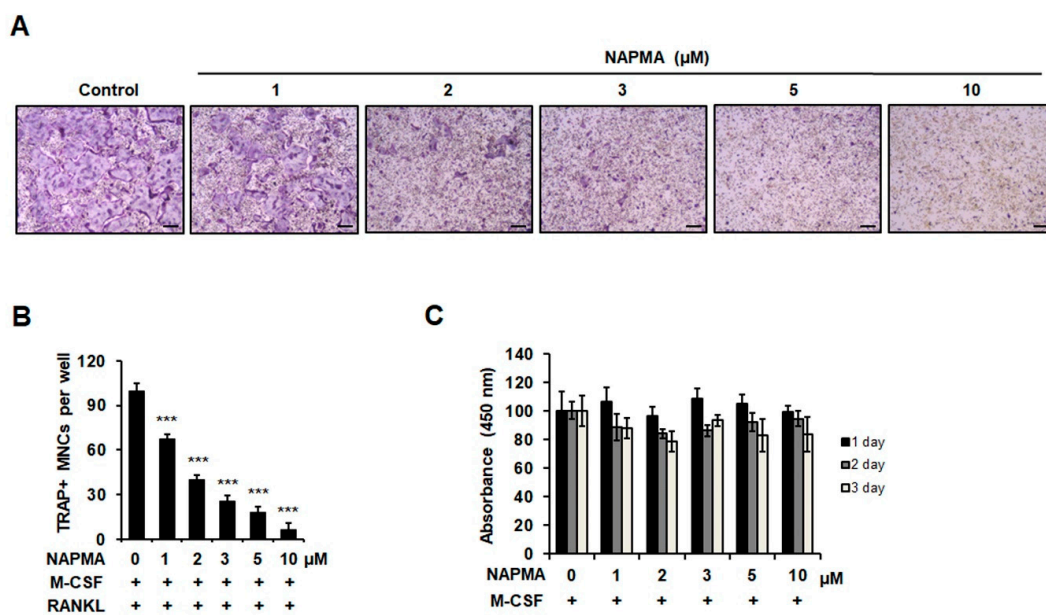 A
NAPMA (µM)
Control 1 2 3 5 10
B
TRAP+ MNCs per well
120
90
60
30
0
*** *** *** *** ***
NAPMA 0 1 2 3 5 10 µM
M-CSF + + + + + +
RANKL + + + + + +
C
Absorbance (450 nm)
140
120
100
80
60
40
20
0
1 day
2 day
3 day
NAPMA 0 1 2 3 5 10 µM
M-CSF + + + + + +